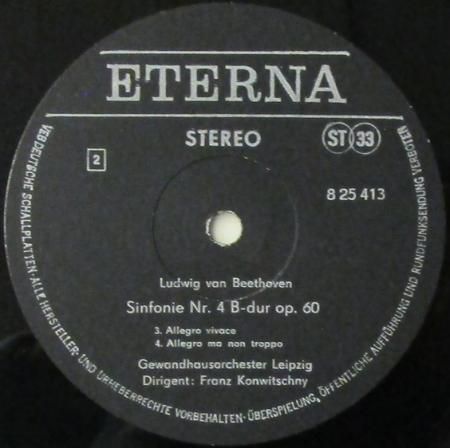 ETERNA
STEREO
ST 33
2
8 25 413
Ludwig van Beethoven
Sinfonie Nr. 4 B-dur op. 60
3. Allegro vivace
4. Allegro ma non troppo
Gewandhausorchester Leipzig
Dirigent: Franz Konwitschny
VEB DEUTSCHE SCHALLPLATTEN · ALLE HERSTELLER- UND URHEBERRECHTE VORBEHALTEN · ÜBERSPIELUNG, ÖFFENTLICHE AUFFÜHRUNG UND RUNDFUNKSENDUNG VERBOTEN